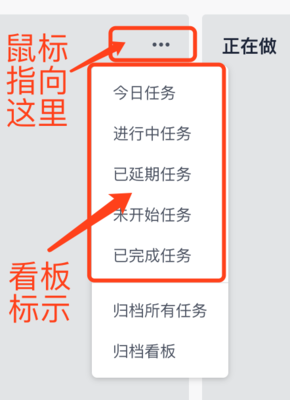 鼠标
指向
这里
•••
正在做
今日任务
进行中任务
已延期任务
未开始任务
已完成任务
看板
标示
归档所有任务
归档看板